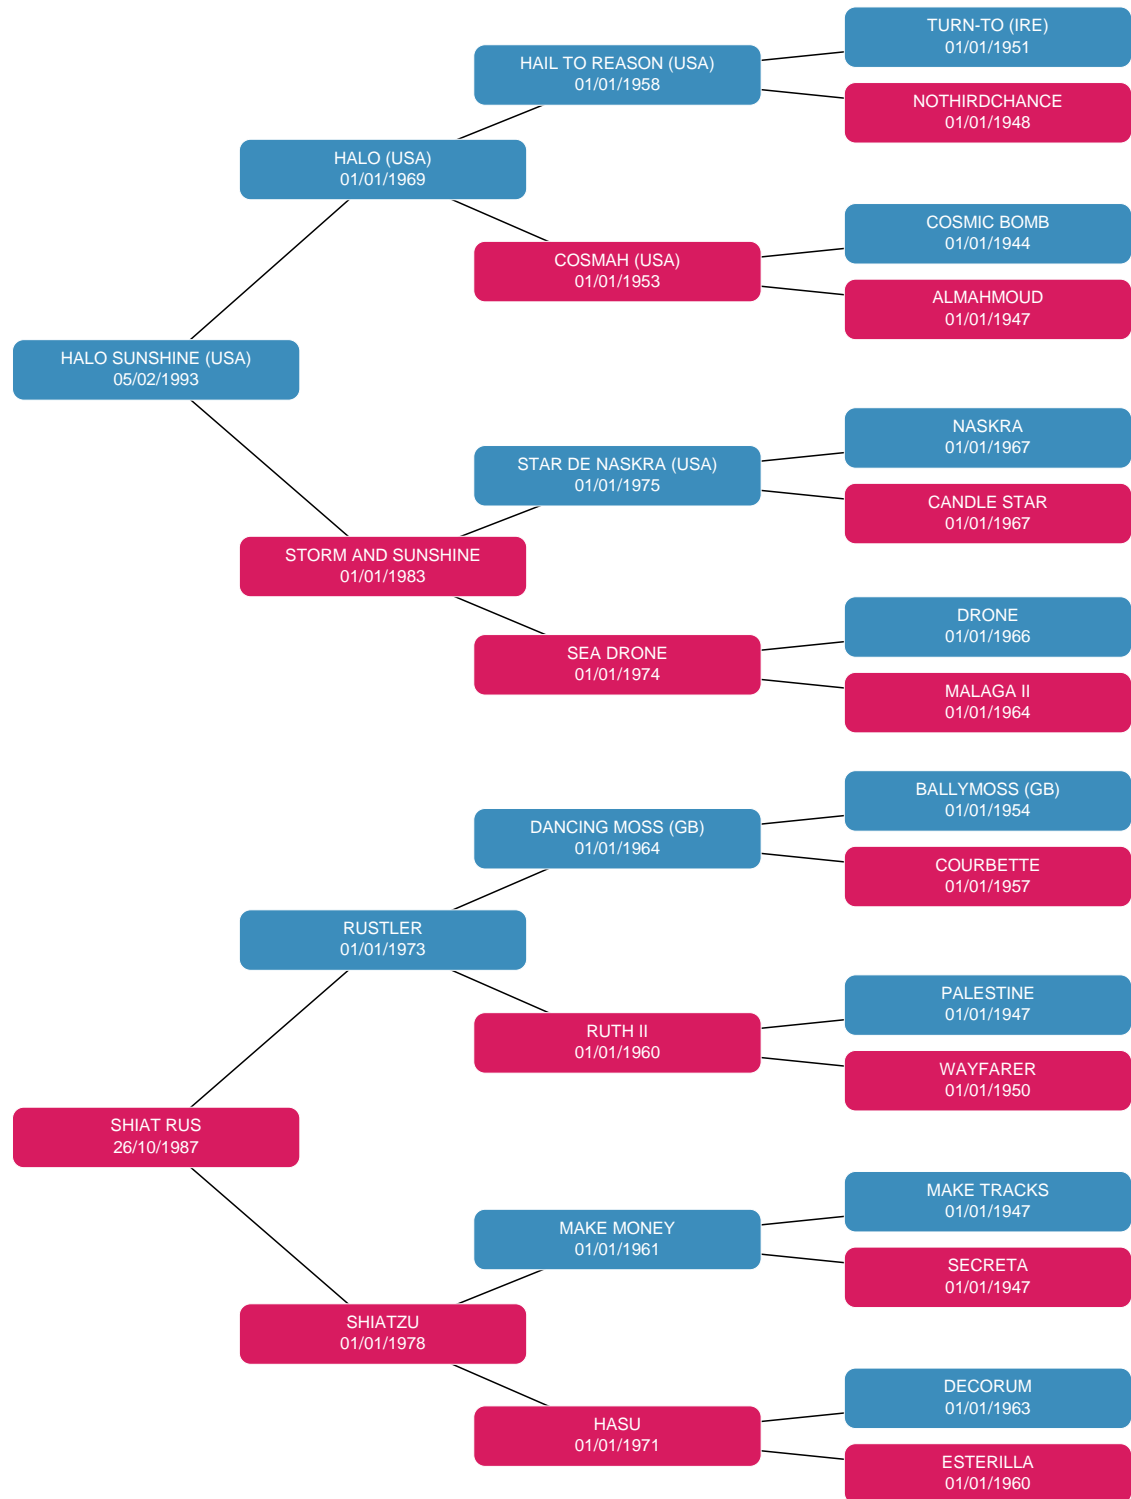 TURN-TO (IRE)
01/01/1951
HAIL TO REASON (USA)
01/01/1958
NOTHIRDCHANCE
01/01/1948
HALO (USA)
01/01/1969
COSMIC BOMB
01/01/1944
COSMAH (USA)
01/01/1953
ALMAHMOUD
01/01/1947
HALO SUNSHINE (USA)
05/02/1993
NASKRA
01/01/1967
STAR DE NASKRA (USA)
01/01/1975
CANDLE STAR
01/01/1967
STORM AND SUNSHINE
01/01/1983
DRONE
01/01/1966
SEA DRONE
01/01/1974
MALAGA II
01/01/1964
BALLYMOSS (GB)
01/01/1954
DANCING MOSS (GB)
01/01/1964
COURBETTE
01/01/1957
RUSTLER
01/01/1973
PALESTINE
01/01/1947
RUTH II
01/01/1960
WAYFARER
01/01/1950
SHIAT RUS
26/10/1987
MAKE TRACKS
01/01/1947
MAKE MONEY
01/01/1961
SECRETA
01/01/1947
SHIATZU
01/01/1978
DECORUM
01/01/1963
HASU
01/01/1971
ESTERILLA
01/01/1960